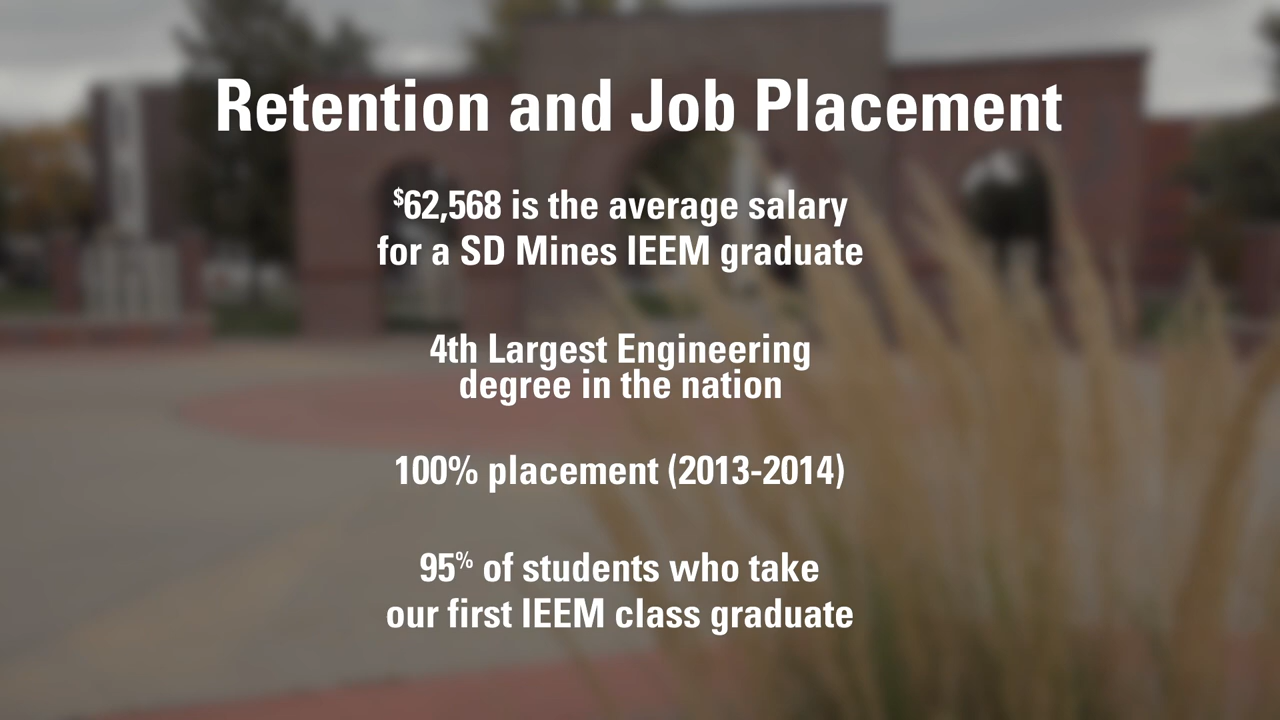 Retention and Job Placement
$62,568 is the average salary
for a SD Mines IEEM graduate
4th Largest Engineering
degree in the nation
100% placement (2013-2014)
95% of students who take
our first IEEM class graduate